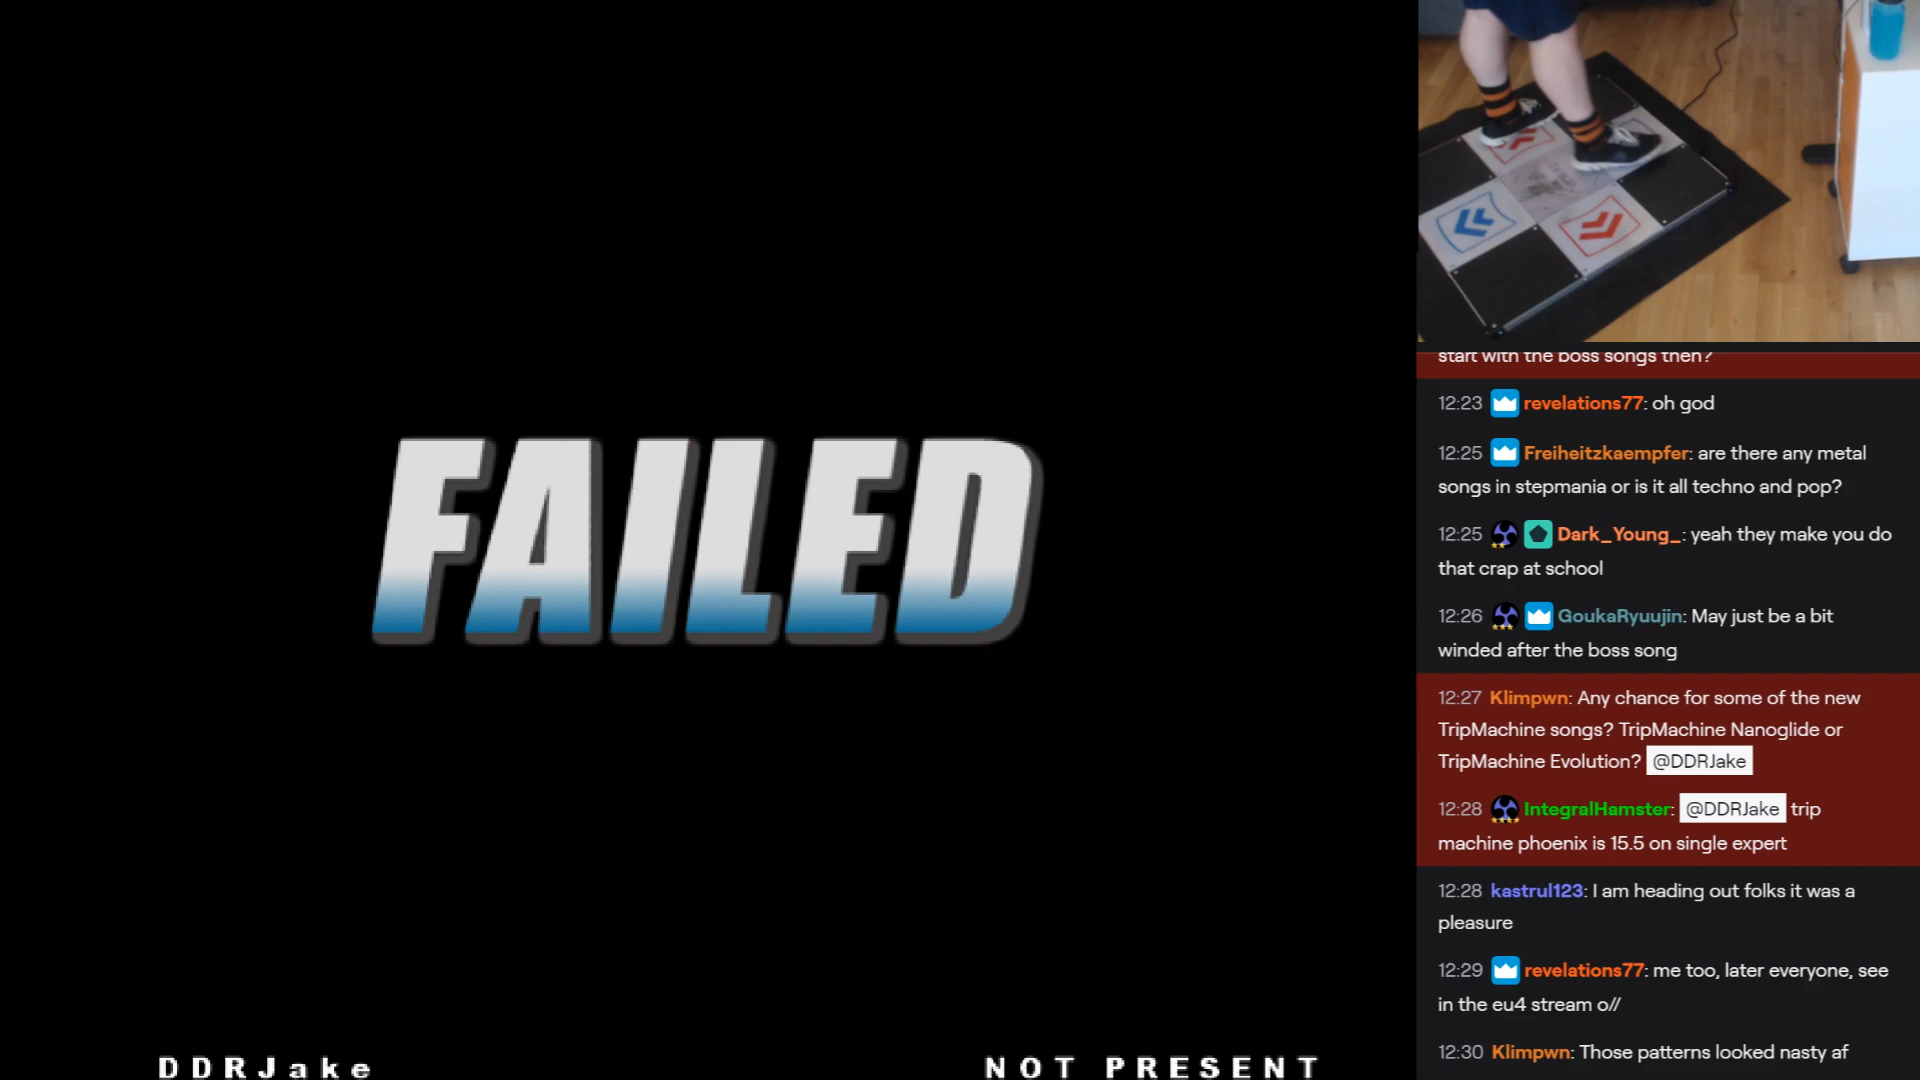 FAILED
DDRJake
NOT PRESENT
start with the boss songs then?
12:23 revelations77: oh god
12:25 Freiheitzkaempfer: are there any metal
songs in stepmania or is it all techno and pop?
12:25 Dark_Young_: yeah they make you do
that crap at school
12:26 GoukaRyuujin: May just be a bit
winded after the boss song
12:27 Klimpwn: Any chance for some of the new
TripMachine songs? TripMachine Nanoglide or
TripMachine Evolution? @DDRJake
12:28 IntegralHamster: @DDRJake trip
machine phoenix is 15.5 on single expert
12:28 kastrul123: I am heading out folks it was a
pleasure
12:29 revelations77: me too, later everyone, see
in the eu4 stream o//
12:30 Klimpwn: Those patterns looked nasty af